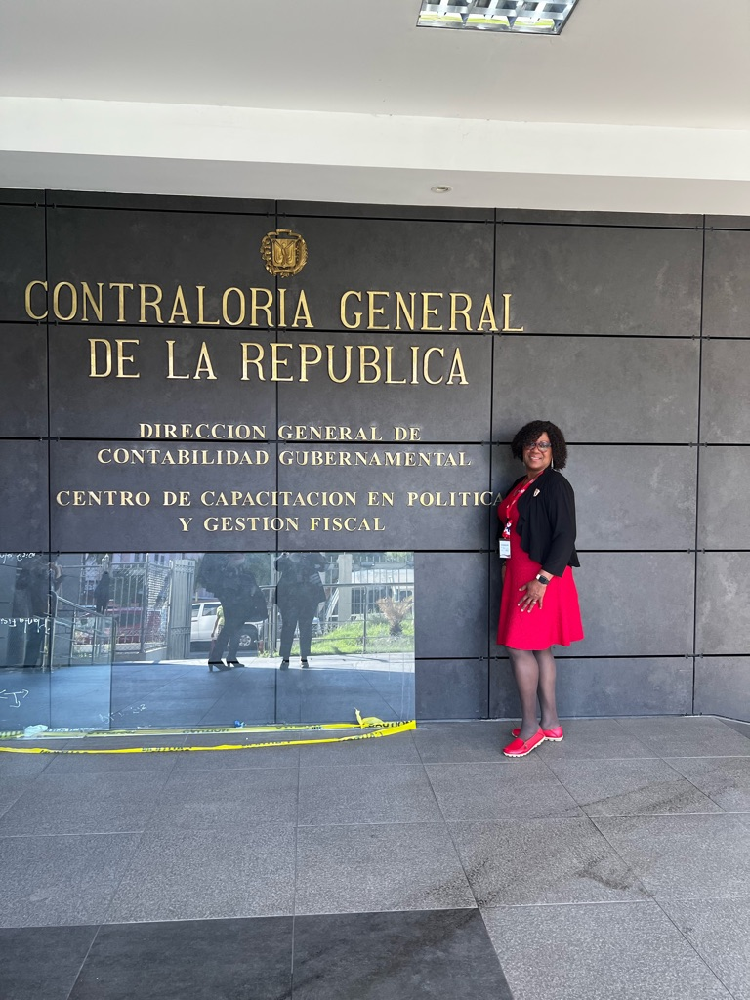 CONTRALORIA GENERAL
DE LA REPUBLICA
DIRECCION GENERAL DE
CONTABILIDAD GUBERNAMENTAL
CENTRO DE CAPACITACION EN POLITICA
Y GESTION FISCAL